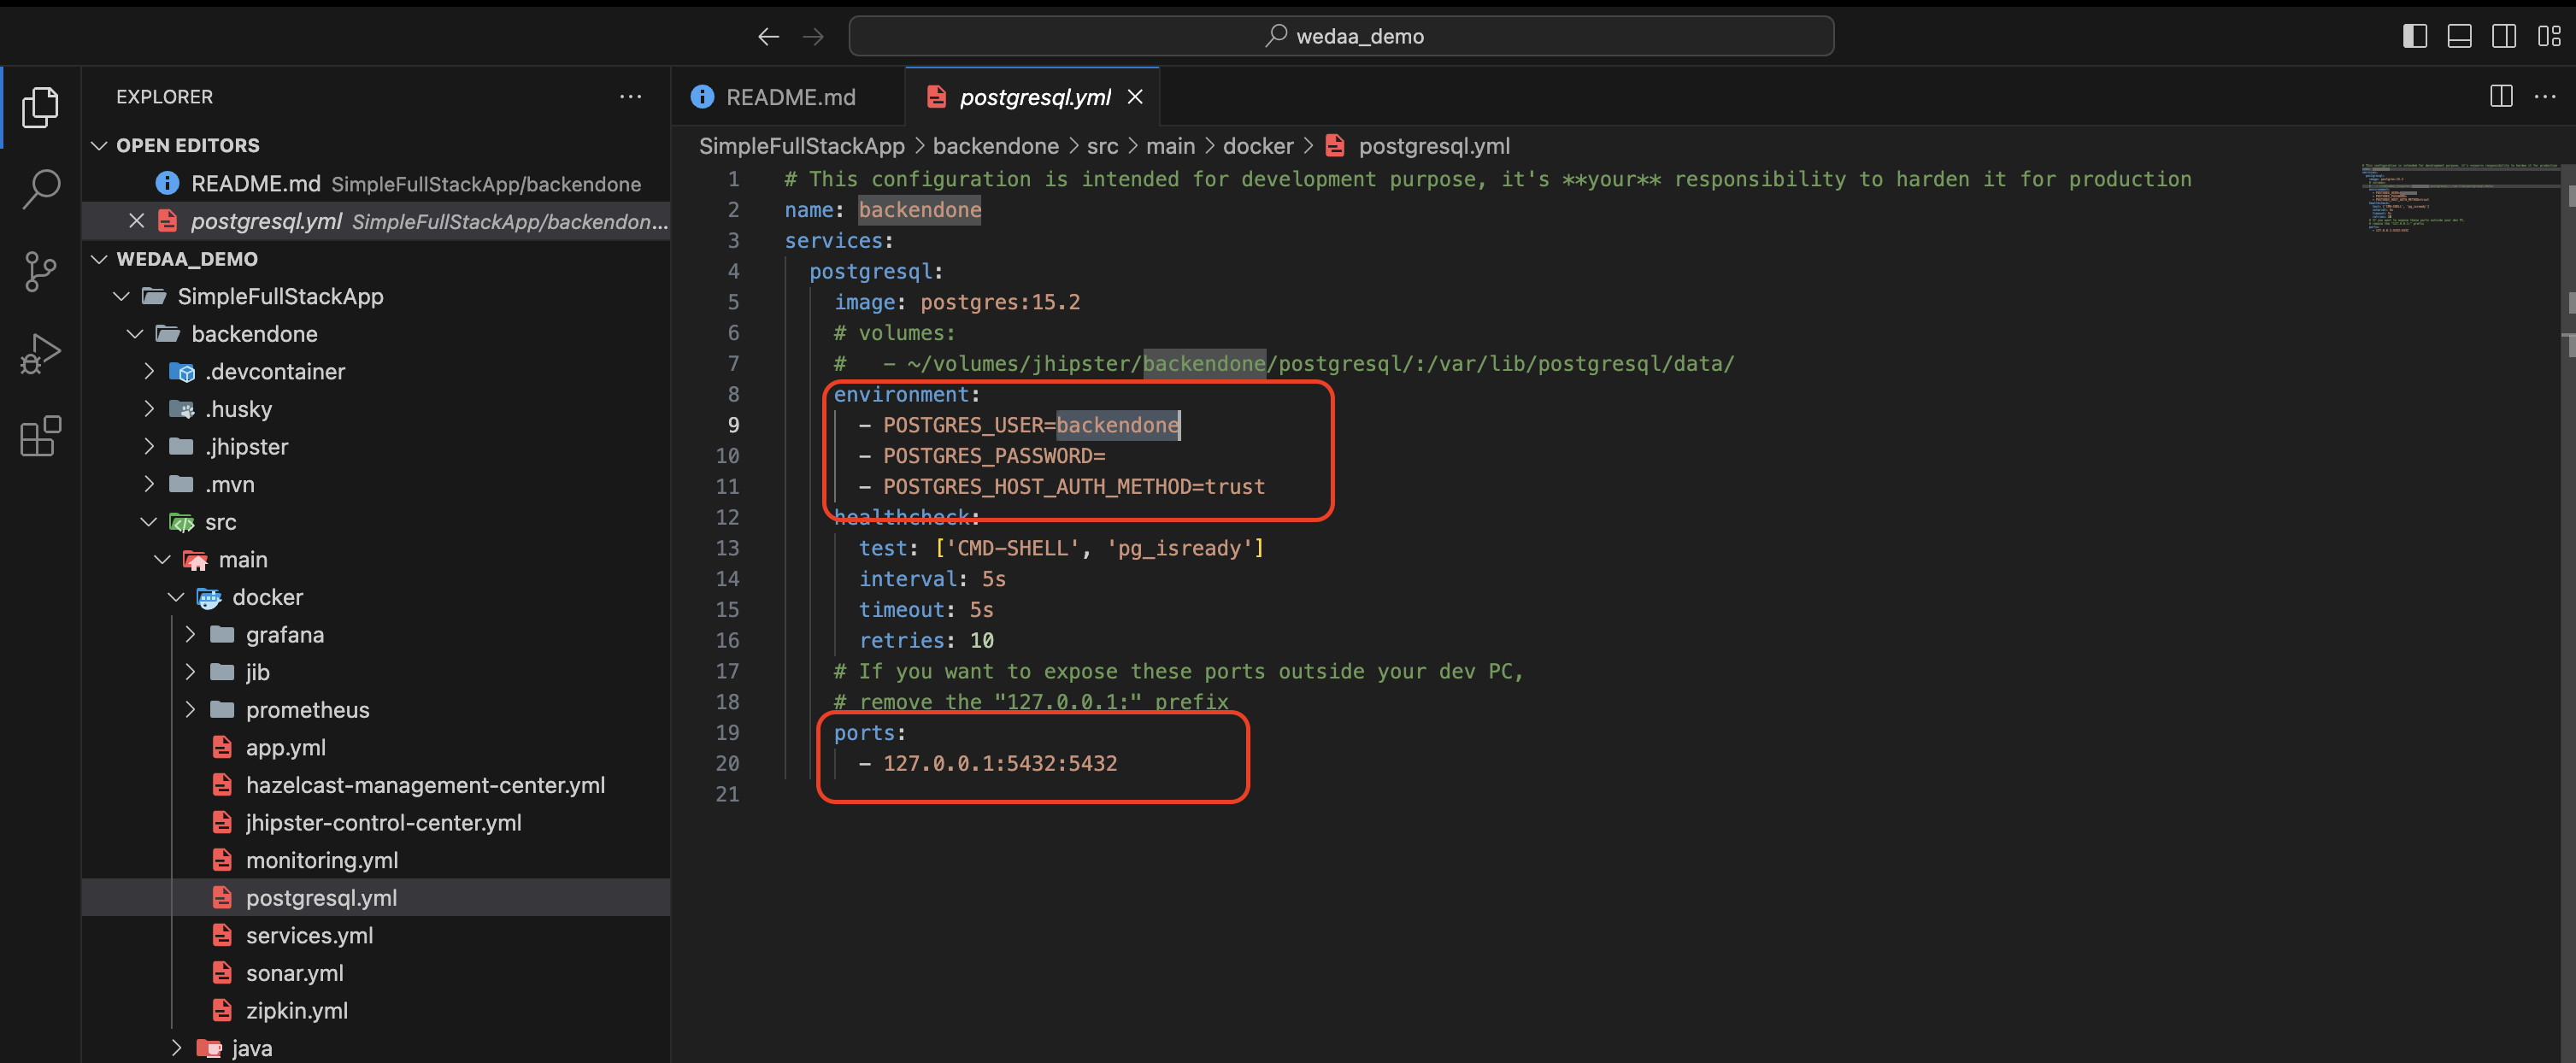 wedaa_demo
EXPLORER
OPEN EDITORS
README.md SimpleFullStackApp/backendone
postgresql.yml SimpleFullStackApp/backendon...
WEDAA_DEMO
SimpleFullStackApp
backendone
.devcontainer
.husky
.jhipster
.mvn
src
main
docker
grafana
jib
prometheus
app.yml
hazelcast-management-center.yml
jhipster-control-center.yml
monitoring.yml
postgresql.yml
services.yml
sonar.yml
zipkin.yml
java
README.md
postgresql.yml
SimpleFullStackApp > backendone > src > main > docker > postgresql.yml
1 # This configuration is intended for development purpose, it's **your** responsibility to harden it for production
2 name: backendone
3 services:
4 postgresql:
5 image: postgres:15.2
6 # volumes:
7 #   - ~/volumes/jhipster/backendone/postgresql/:/var/lib/postgresql/data/
8 environment:
9 - POSTGRES_USER=backendone
10 - POSTGRES_PASSWORD=
11 - POSTGRES_HOST_AUTH_METHOD=trust
12 healthcheck:
13 test: ['CMD-SHELL', 'pg_isready']
14 interval: 5s
15 timeout: 5s
16 retries: 10
17 # If you want to expose these ports outside your dev PC,
18 # remove the "127.0.0.1:" prefix
19 ports:
20 - 127.0.0.1:5432:5432
21